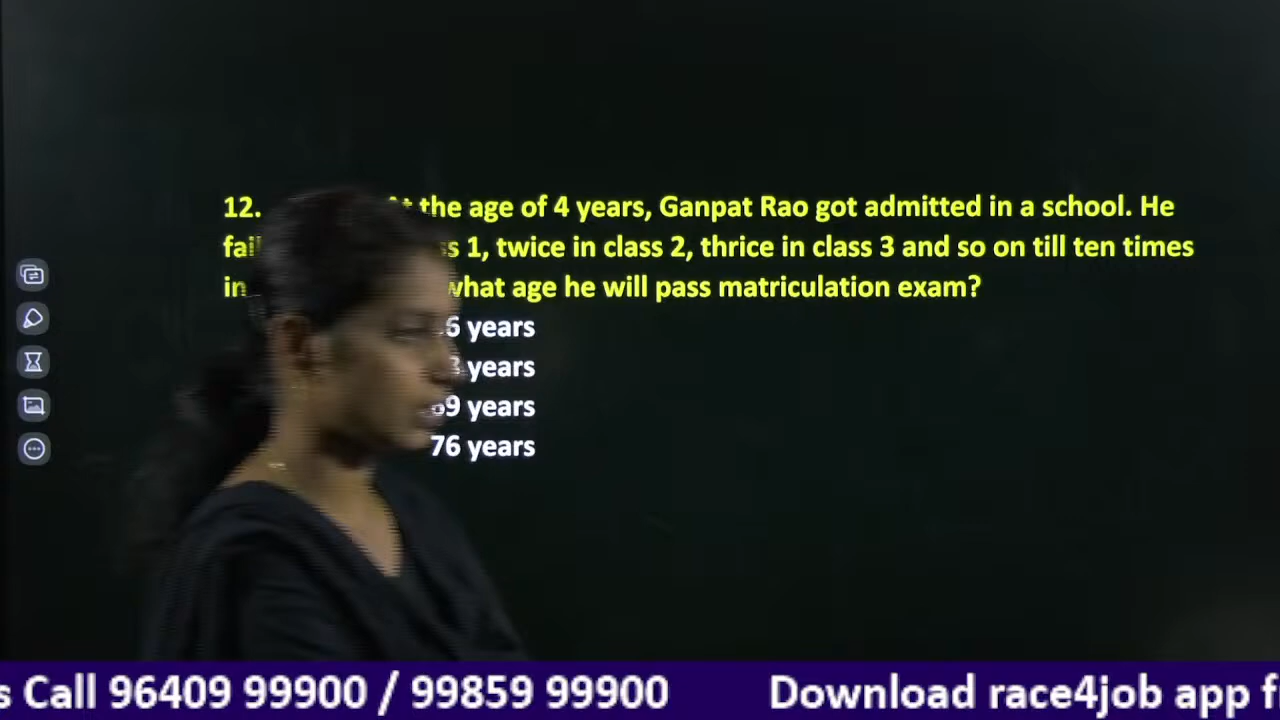 12. the age of 4 years, Ganpat Rao got admitted in a school. He
1, twice in class 2, thrice in class 3 and so on till ten times
in what age he will pass matriculation exam?
years
years
years
76 years
Call 96409 99900 / 99859 99900 Download race4job app